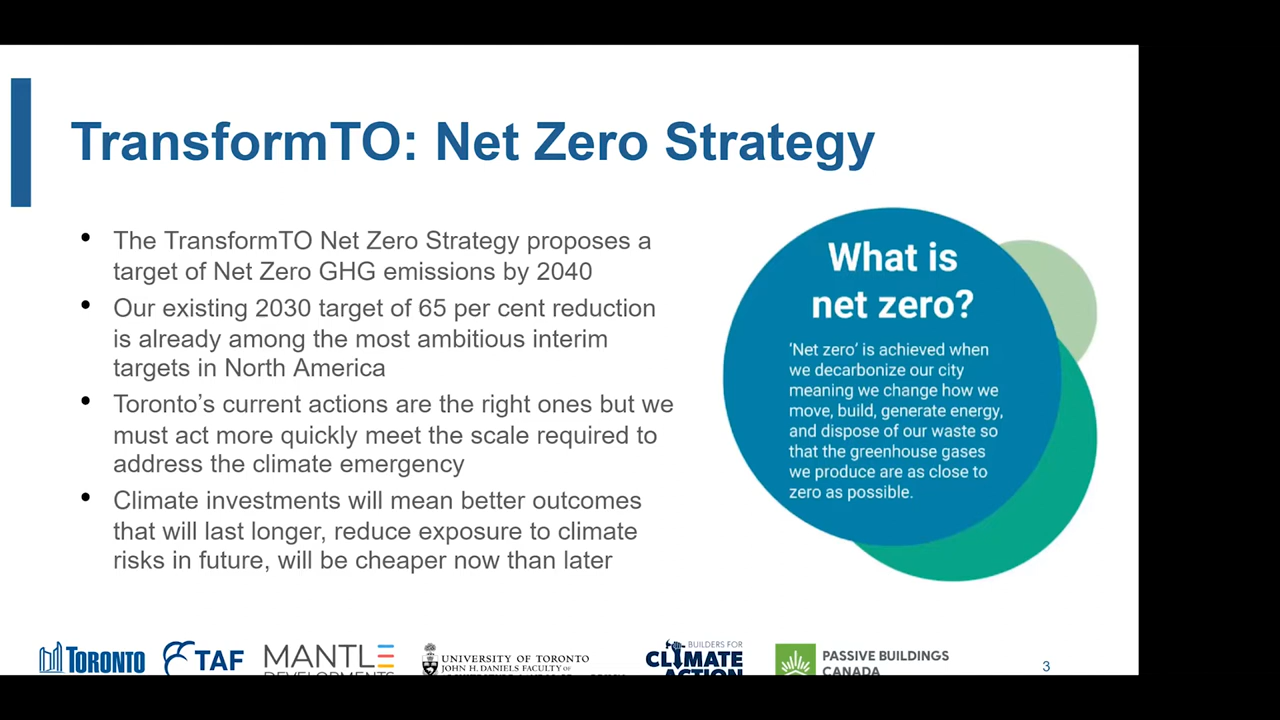 TransformTO: Net Zero Strategy
• The TransformTO Net Zero Strategy proposes a
target of Net Zero GHG emissions by 2040
• Our existing 2030 target of 65 per cent reduction
is already among the most ambitious interim
targets in North America
• Toronto’s current actions are the right ones but we
must act more quickly meet the scale required to
address the climate emergency
• Climate investments will mean better outcomes
that will last longer, reduce exposure to climate
risks in future, will be cheaper now than later
What is
net zero?
‘Net zero’ is achieved when
we decarbonize our city
meaning we change how we
move, build, generate energy,
and dispose of our waste so
that the greenhouse gases
we produce are as close to
zero as possible.
TORONTO
TAF
MANTLE
DEVELOPMENTS
UNIVERSITY OF TORONTO
JOHN H. DANIELS FACULTY OF
BUILDERS FOR
CLIMATE
ACTION
PASSIVE BUILDINGS
CANADA
3